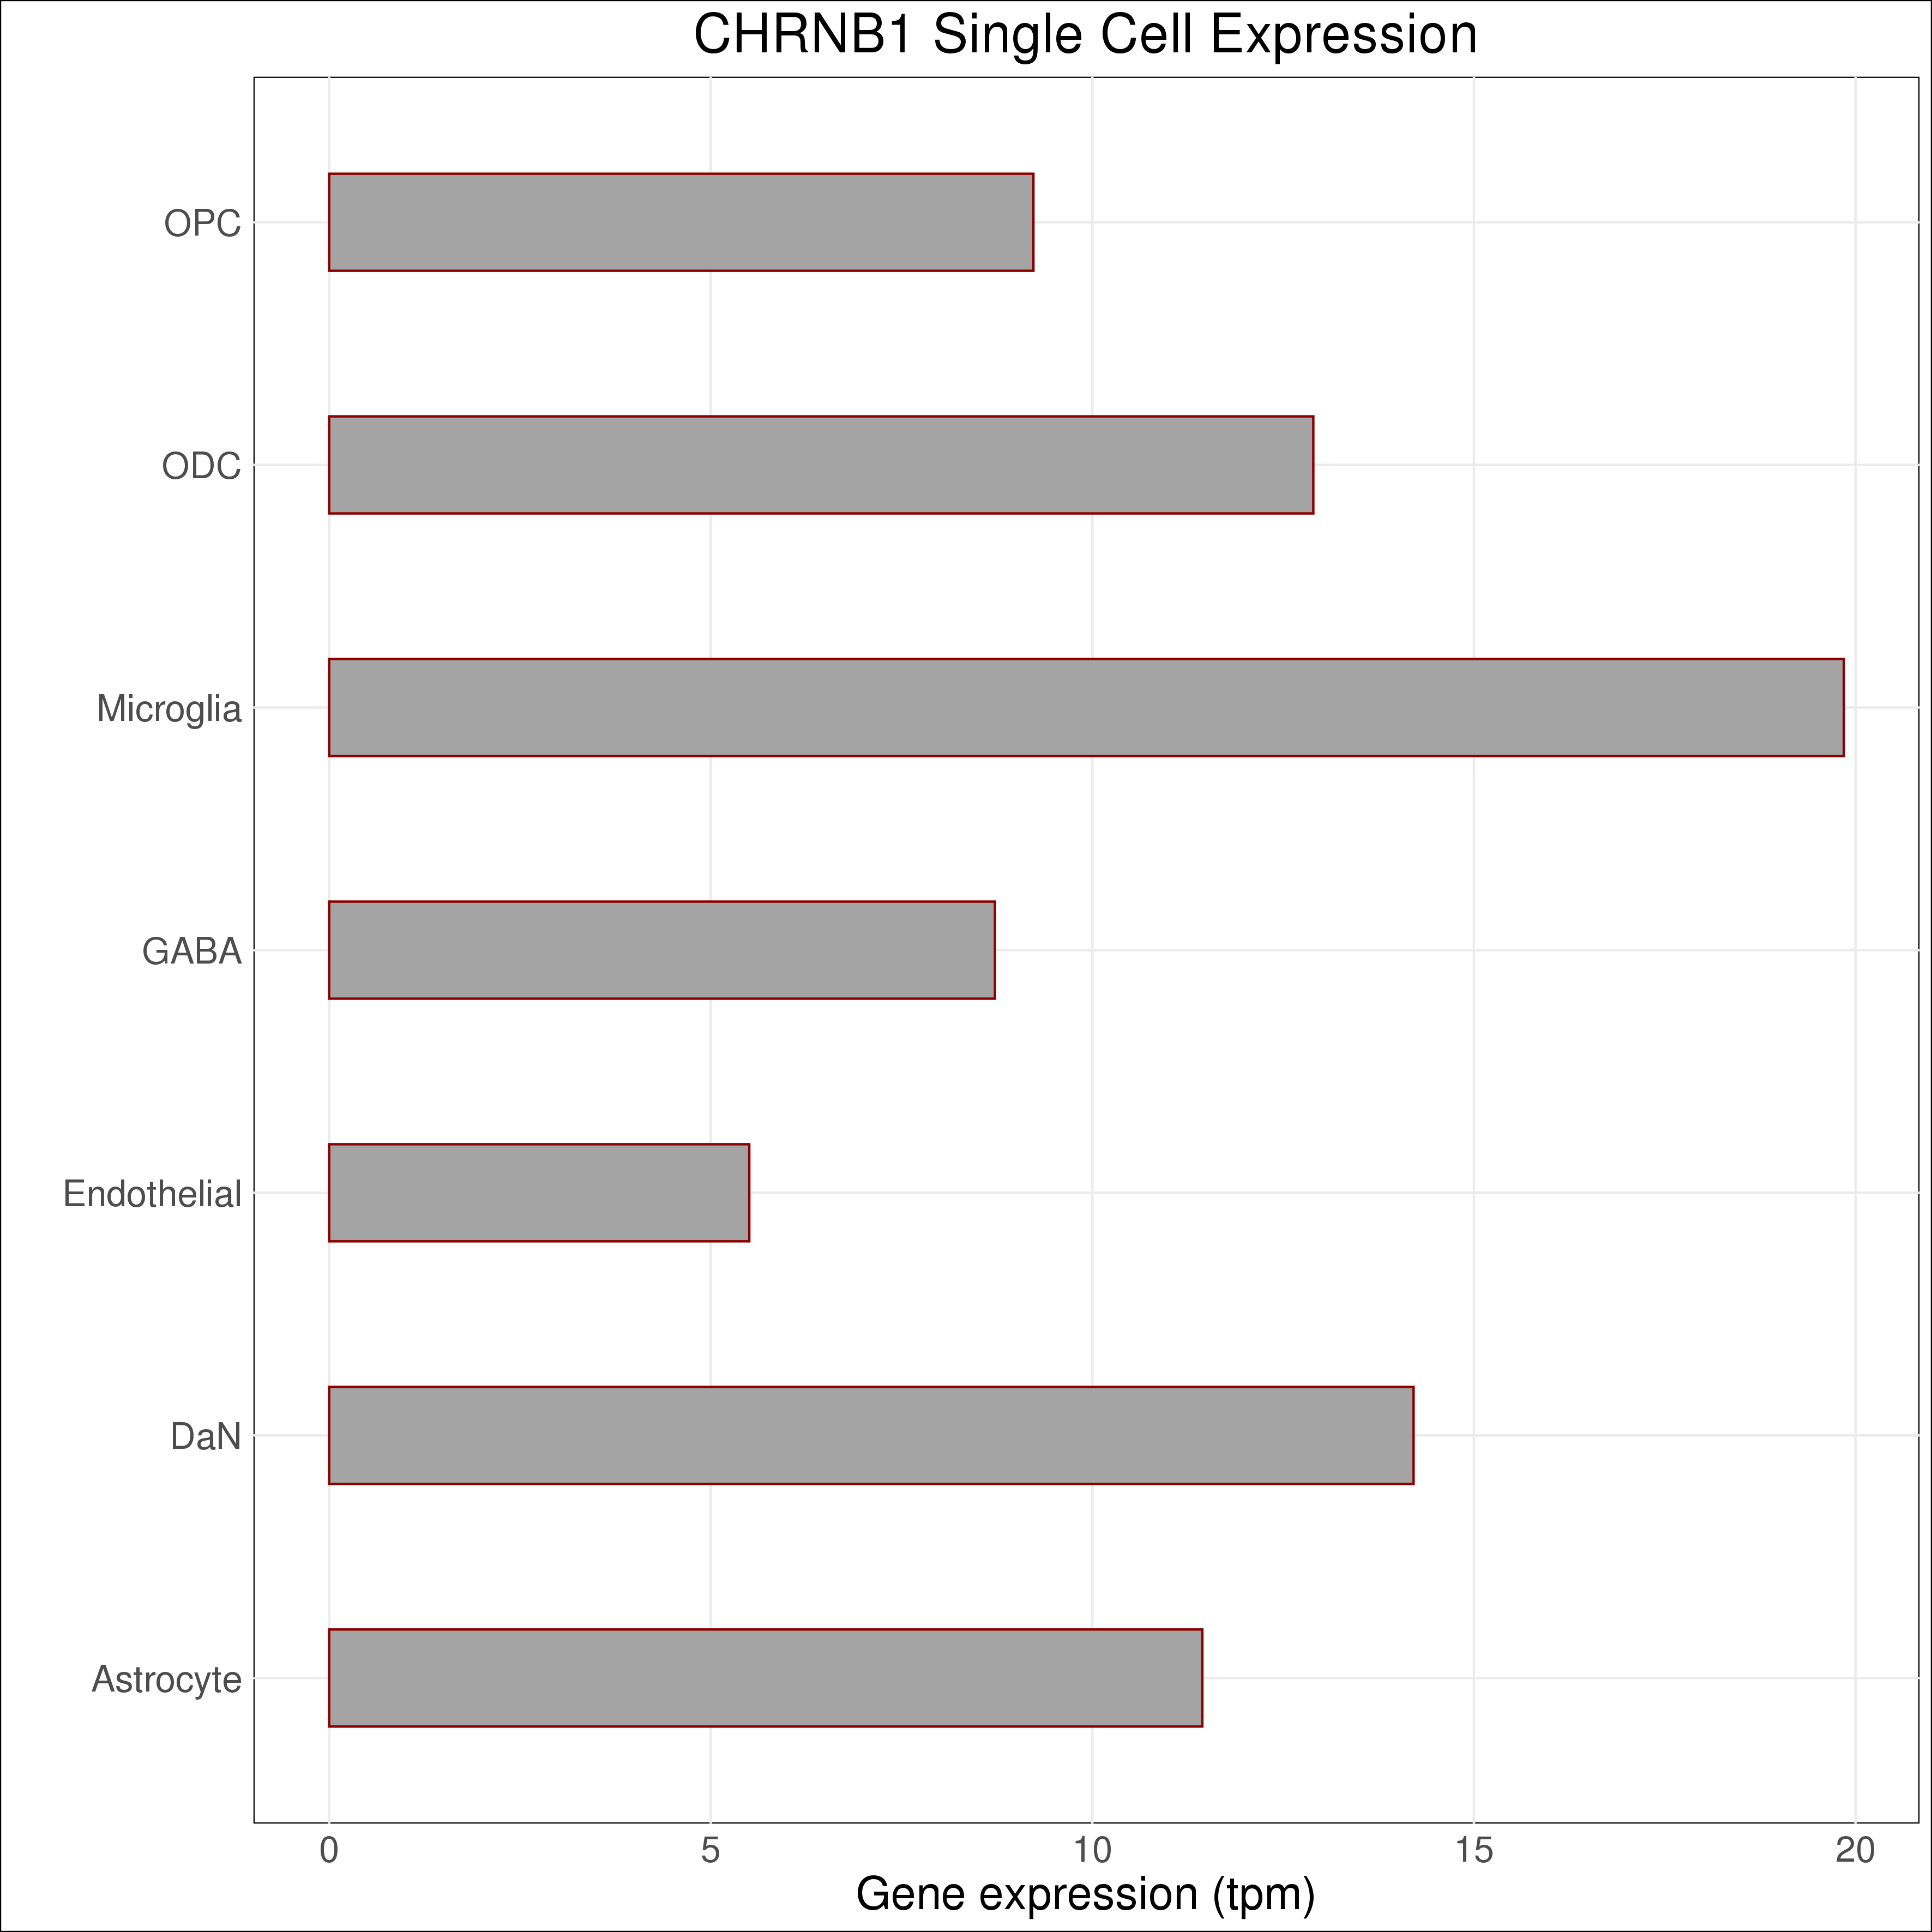 CHRNB1 Single Cell Expression
OPC
ODC
Microglia
GABA
Endothelial
DaN
Astrocyte
0 5 10 15 20
Gene expression (tpm)